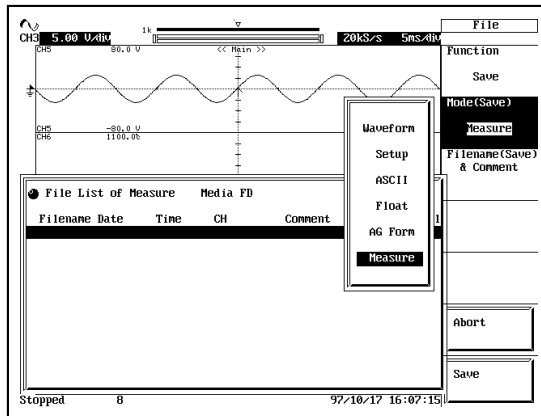 File
CH3 5.00 V/div
1k
20kS/s 5ms/div
CH5 80.0 V
<< Main >>
Function
Save
Mode(Save)
Measure
Filename(Save)
& Comment
CH5 -80.0 V
CH6 1100.0%
Waveform
Setup
ASCII
Float
AG Form
Measure
File List of Measure Media FD
Filename Date Time CH Comment
Abort
Save
Stopped 8 97/10/17 16:07:15